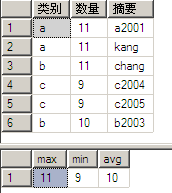 类别 数量 摘要
1 a 11 a2001
2 a 11 kang
3 b 11 chang
4 c 9 c2004
5 c 9 c2005
6 b 10 b2003
max min avg
1 11 9 10